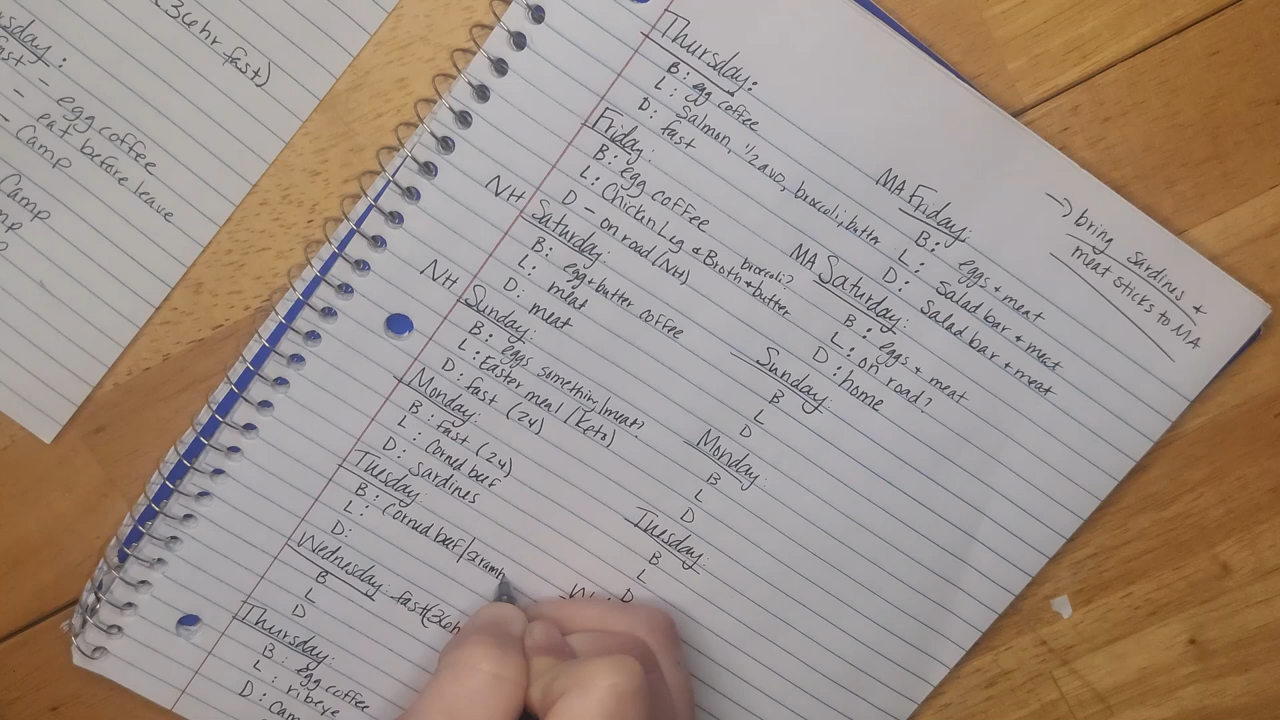 (36hr fast)
egg coffee
eat before leave
Camp
Camp
Thursday:
B: egg coffee
L: Salmon, 1/2 avo, broccoli, butter
D: fast
Friday:
B: egg coffee
L: Chicken Leg & Broth + butter
broccoli?
D - on road (NH)
NH Saturday:
B: egg + butter coffee
L: meat
D: meat
NH Sunday:
B: eggs something/meat?
L: Easter meal (Keto)
D: fast (24)
Monday:
B: fast (24)
L: Corned beef
D: Sardines
Tuesday:
B: Corned beef/scramb
L:
D:
Wednesday: fast (36h
B
L
D
Thursday:
B: egg coffee
L: ribeye
D: Cam
MA Friday:
B: eggs + meat
L: Salad bar + meat
D: Salad bar + meat
MA Saturday:
B: eggs + meat
L: on road?
D: home
Sunday:
B
L
D
Monday:
B
L
D
Tuesday:
B
L
D
→ bring sardines +
meat sticks to MA